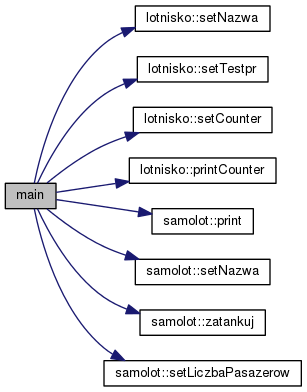 lotnisko::setNazwa
lotnisko::setTestpr
lotnisko::setCounter
lotnisko::printCounter
main
samolot::print
samolot::setNazwa
samolot::zatankuj
samolot::setLiczbaPasazerow